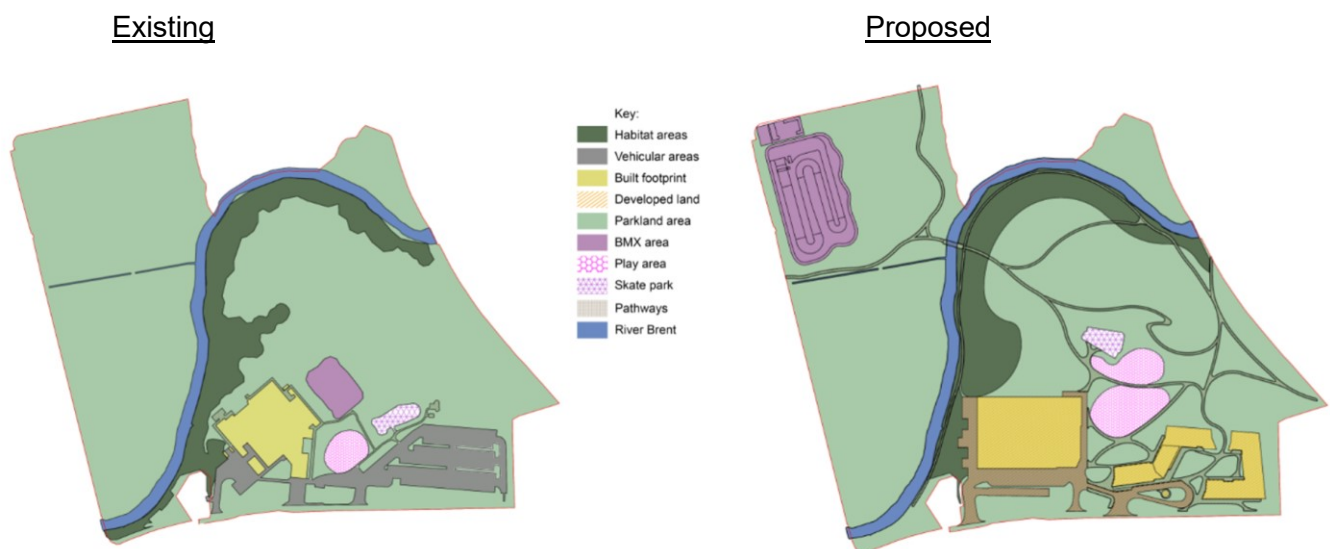 Existing
Proposed
Key:
Habitat areas
Vehicular areas
Built footprint
Developed land
Parkland area
BMX area
Play area
Skate park
Pathways
River Brent